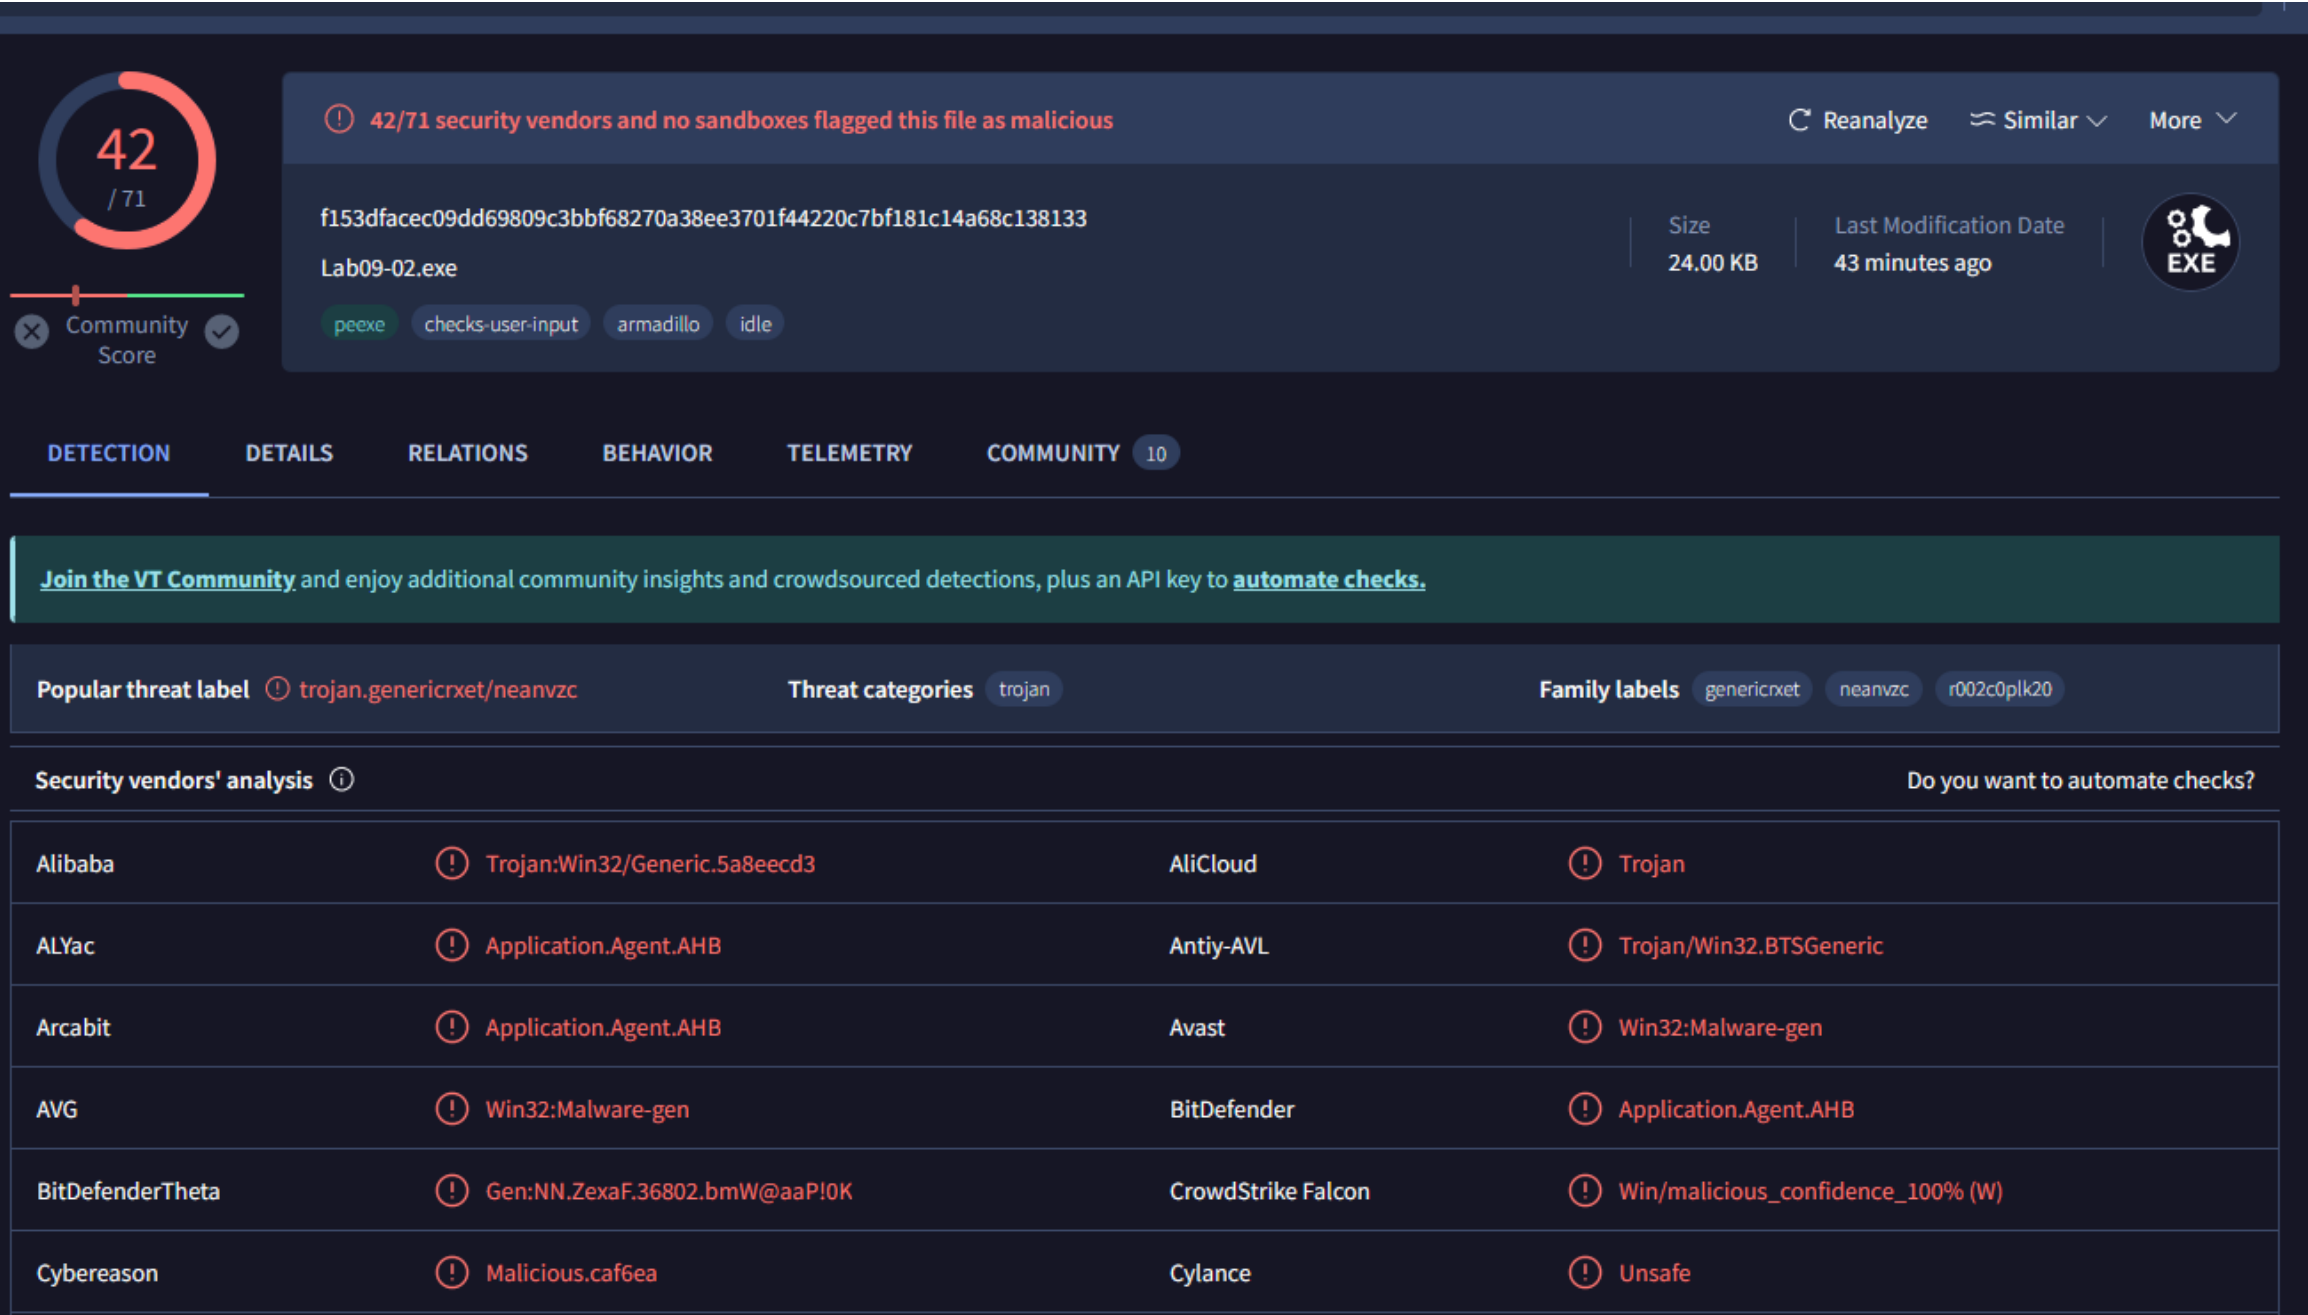 42
/ 71
Community
Score
42/71 security vendors and no sandboxes flagged this file as malicious
Reanalyze
Similar
More
f153dfacec09dd69809c3bbf68270a38ee3701f44220c7bf181c14a68c138133
Lab09-02.exe
peexe
checks-user-input
armadillo
idle
Size
24.00 KB
Last Modification Date
43 minutes ago
EXE
DETECTION
DETAILS
RELATIONS
BEHAVIOR
TELEMETRY
COMMUNITY 10
Join the VT Community and enjoy additional community insights and crowdsourced detections, plus an API key to automate checks.
Popular threat label trojan.genericrxet/neanvzc
Threat categories trojan
Family labels genericrxet neanvzc r002c0plk20
Security vendors' analysis
Do you want to automate checks?
Alibaba Trojan:Win32/Generic.5a8eecd3 AliCloud Trojan
ALYac Application.Agent.AHB Antiy-AVL Trojan/Win32.BTSGeneric
Arcabit Application.Agent.AHB Avast Win32:Malware-gen
AVG Win32:Malware-gen BitDefender Application.Agent.AHB
BitDefenderTheta Gen:NN.ZexaF.36802.bmW@aaP!0K CrowdStrike Falcon Win/malicious_confidence_100% (W)
Cybereason Malicious.caf6ea Cylance Unsafe